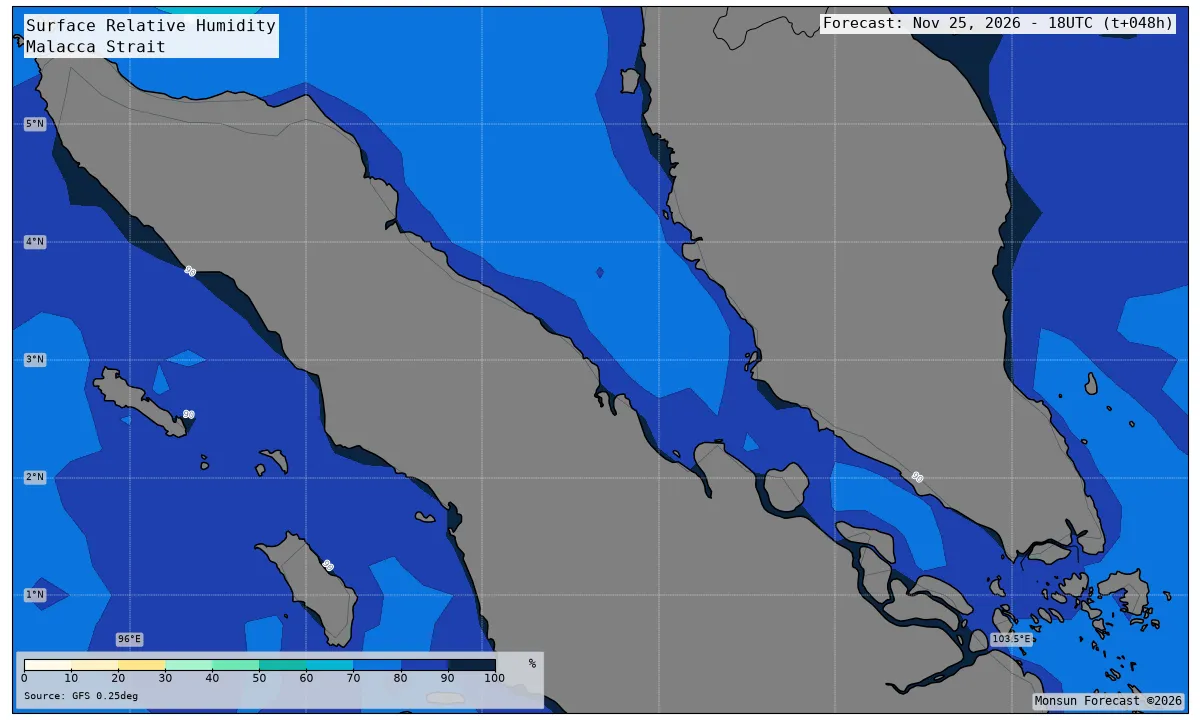 Surface Relative Humidity
Malacca Strait
Forecast: Nov 25, 2026 - 18UTC (t+048h)
5°N
4°N
90
3°N
90
2°N
90
90
1°N
96°E
103.5°E
%
0 10 20 30 40 50 60 70 80 90 100
Source: GFS 0.25deg
Monsun Forecast ©2026